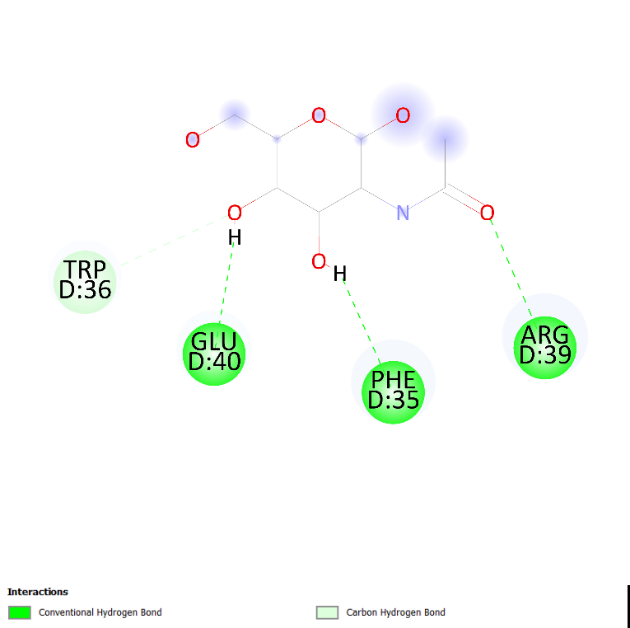 O O
O
O N O
H
O H
TRP
D:36
GLU
D:40
PHE
D:35
ARG
D:39
Interactions
Conventional Hydrogen Bond
Carbon Hydrogen Bond